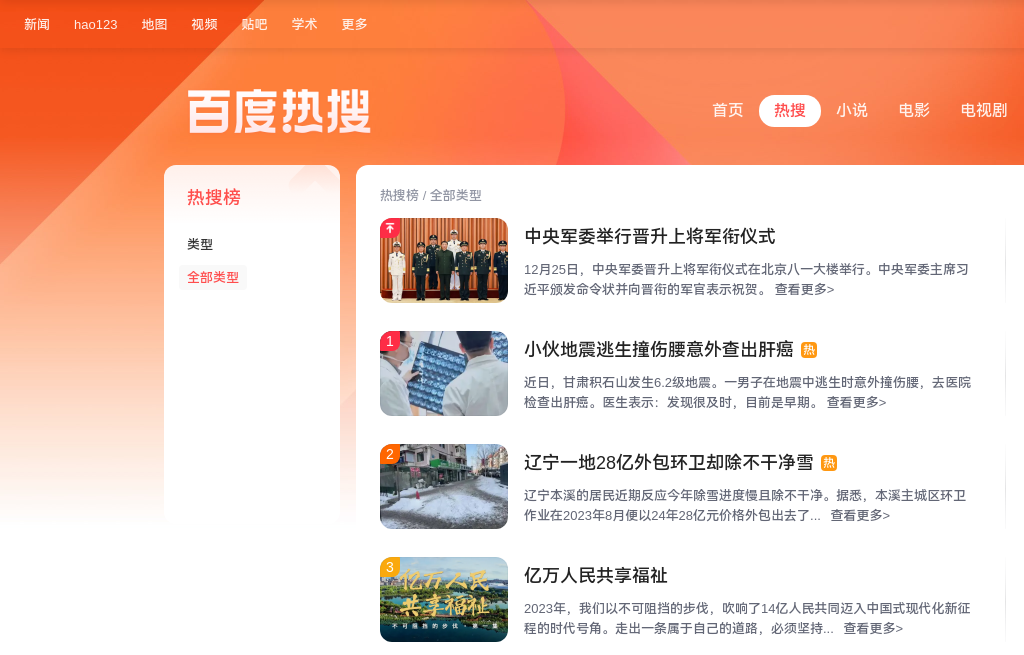 新闻 hao123 地图 视频 贴吧 学术 更多
百度热搜
首页 热搜 小说 电影 电视剧
热搜榜
类型
全部类型
热搜榜 / 全部类型
中央军委举行晋升上将军衔仪式
12月25日，中央军委晋升上将军衔仪式在北京八一大楼举行。中央军委主席习
近平颁发命令状并向晋衔的军官表示祝贺。 查看更多>
1
小伙地震逃生撞伤腰意外查出肝癌 热
近日，甘肃积石山发生6.2级地震。一男子在地震中逃生时意外撞伤腰，去医院
检查出肝癌。医生表示：发现很及时，目前是早期。 查看更多>
2
辽宁一地28亿外包环卫却除不干净雪 热
辽宁本溪的居民近期反应今年除雪进度慢且除不干净。据悉，本溪主城区环卫
作业在2023年8月便以24年28亿元价格外包出去了... 查看更多>
3
亿万人民
共享福祉
不可阻挡的步伐·第一集
亿万人民共享福祉
2023年，我们以不可阻挡的步伐，吹响了14亿人民共同迈入中国式现代化新征
程的时代号角。走出一条属于自己的道路，必须坚持... 查看更多>